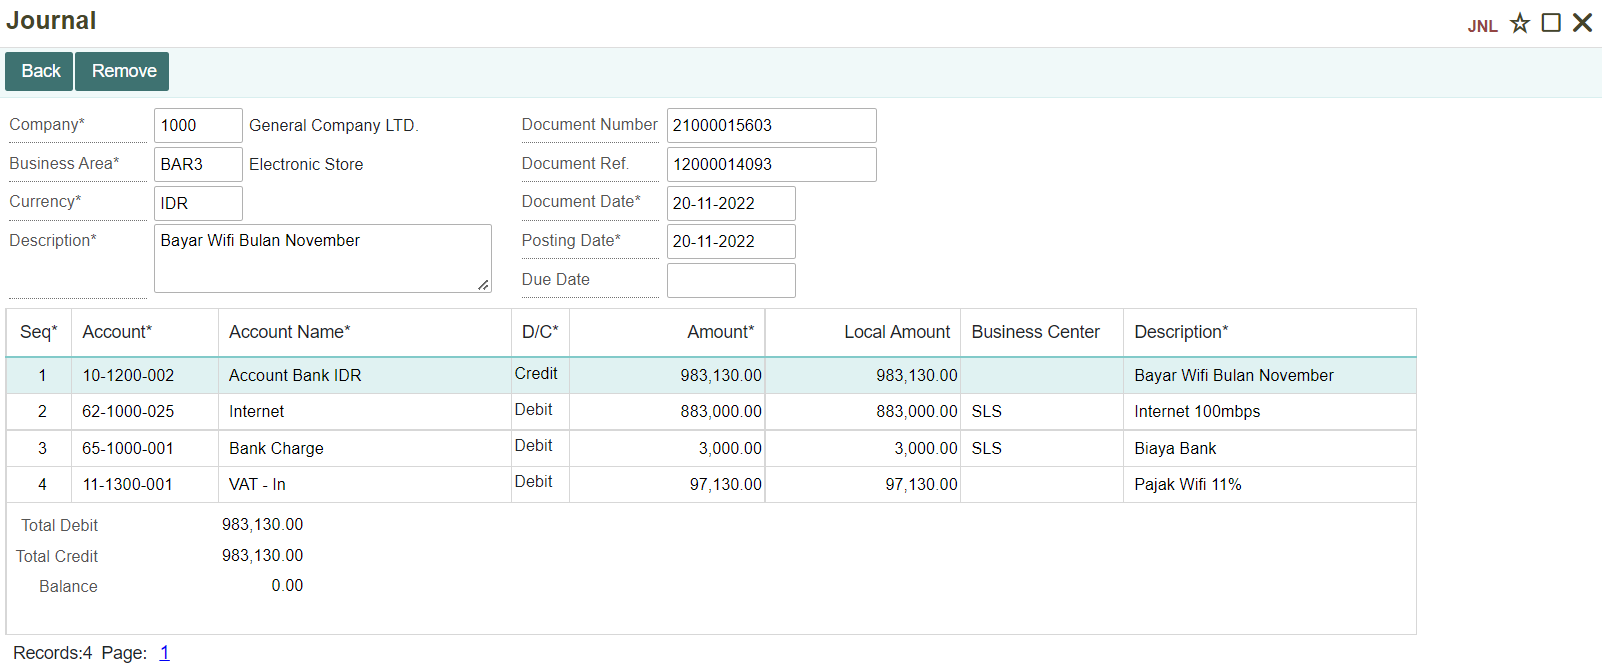 Journal
JNL
Back Remove
Company* 1000 General Company LTD. Document Number 21000015603
Business Area* BAR3 Electronic Store Document Ref. 12000014093
Currency* IDR Document Date* 20-11-2022
Description* Bayar Wifi Bulan November Posting Date* 20-11-2022
Due Date
Seq* Account* Account Name* D/C* Amount* Local Amount Business Center Description*
1 10-1200-002 Account Bank IDR Credit 983,130.00 983,130.00 Bayar Wifi Bulan November
2 62-1000-025 Internet Debit 883,000.00 883,000.00 SLS Internet 100mbps
3 65-1000-001 Bank Charge Debit 3,000.00 3,000.00 SLS Biaya Bank
4 11-1300-001 VAT - In Debit 97,130.00 97,130.00 Pajak Wifi 11%
Total Debit 983,130.00
Total Credit 983,130.00
Balance 0.00
Records:4 Page: 1